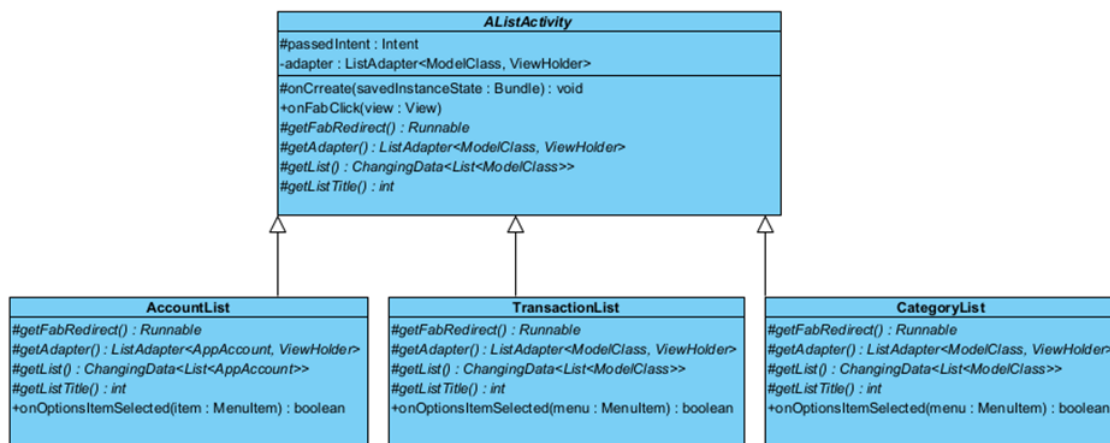 AListActivity
#passedIntent : Intent
-adapter : ListAdapter<ModelClass, ViewHolder>
#onCrreate(savedInstanceState : Bundle) : void
+onFabClick(view : View)
#getFabRedirect() : Runnable
#getAdapter() : ListAdapter<ModelClass, ViewHolder>
#getList() : ChangingData<List<ModelClass>>
#getListTitle() : int
AccountList
#getFabRedirect() : Runnable
#getAdapter() : ListAdapter<AppAccount, ViewHolder>
#getList() : ChangingData<List<AppAccount>>
#getListTitle() : int
+onOptionsItemSelected(item : MenuItem) : boolean
TransactionList
#getFabRedirect() : Runnable
#getAdapter() : ListAdapter<ModelClass, ViewHolder>
#getList() : ChangingData<List<ModelClass>>
#getListTitle() : int
+onOptionsItemSelected(menu : MenuItem) : boolean
CategoryList
#getFabRedirect() : Runnable
#getAdapter() : ListAdapter<ModelClass, ViewHolder>
#getList() : ChangingData<List<ModelClass>>
#getListTitle() : int
+onOptionsItemSelected(menu : MenuItem) : boolean